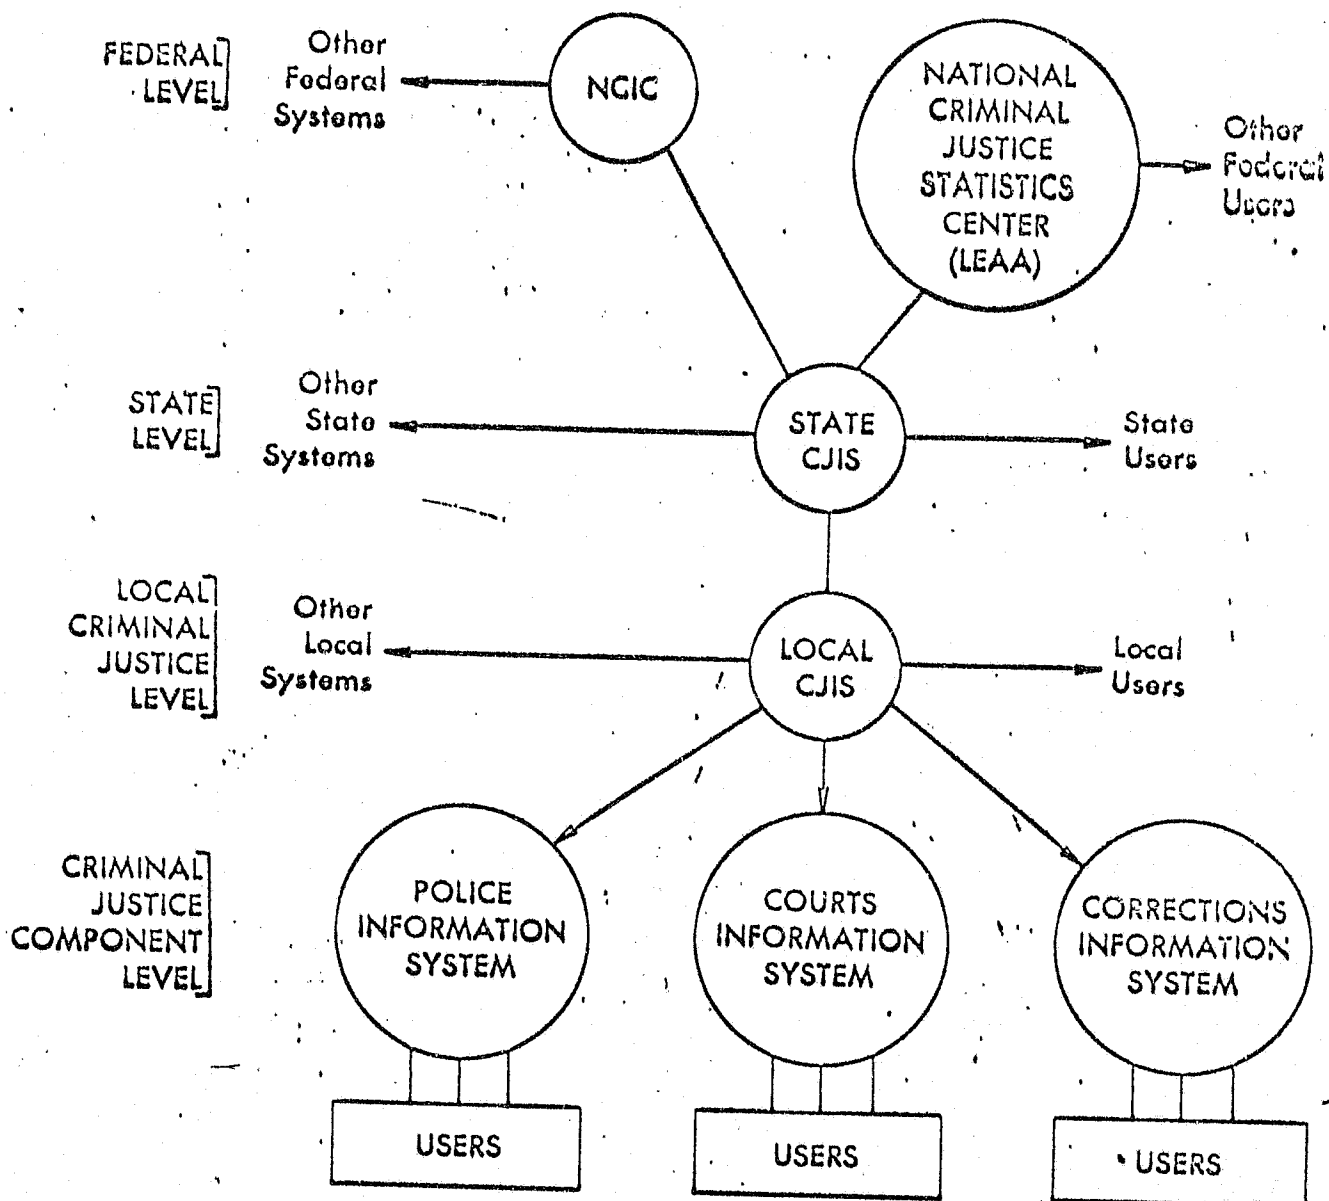 FEDERAL
LEVEL
Other
Federal
Systems
NCIC
NATIONAL
CRIMINAL
JUSTICE
STATISTICS
CENTER
(LEAA)
Other
Federal
Users
STATE
LEVEL
Other
State
Systems
STATE
CJIS
State
Users
LOCAL
CRIMINAL
JUSTICE
LEVEL
Other
Local
Systems
LOCAL
CJIS
Local
Users
CRIMINAL
JUSTICE
COMPONENT
LEVEL
POLICE
INFORMATION
SYSTEM
COURTS
INFORMATION
SYSTEM
CORRECTIONS
INFORMATION
SYSTEM
USERS
USERS
USERS